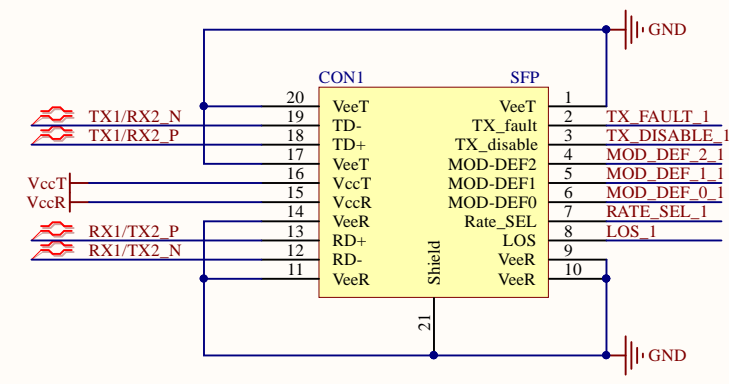 GND
CON1 SFP
20 VeeT VeeT 1
TX1/RX2_N 19 TD- TX_fault 2 TX_FAULT_1
TX1/RX2_P 18 TD+ TX_disable 3 TX_DISABLE_1
17 VeeT MOD-DEF2 4 MOD_DEF_2_1
VccT 16 VccT MOD-DEF1 5 MOD_DEF_1_1
VccR 15 VccR MOD-DEF0 6 MOD_DEF_0_1
14 VeeR Rate_SEL 7 RATE_SEL_1
RX1/TX2_P 13 RD+ LOS 8 LOS_1
RX1/TX2_N 12 RD- VeeR 9
11 VeeR VeeR 10
Shield
21
GND